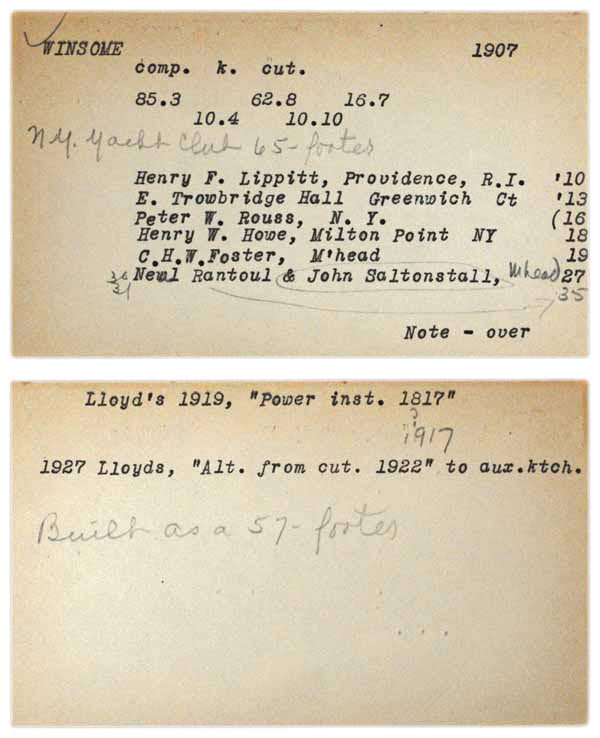 WINSOME 1907
comp. k. cut.
85.3 62.8 16.7
10.4 10.10
N.Y. Yacht Club 65-footer
Henry F. Lippitt, Providence, R.I. '10
E. Trowbridge Hall Greenwich Ct '13
Peter W. Rouss, N. Y. (16
Henry W. Howe, Milton Point NY 18
C.H.W.Foster, M'head 19
Newl Rantoul & John Saltonstall, M'head) 27
35
Note - over
Lloyd's 1919, "Power inst. 1817"
?
1917
1927 Lloyds, "Alt. from cut. 1922" to aux.ktch.
Built as a 57-footer